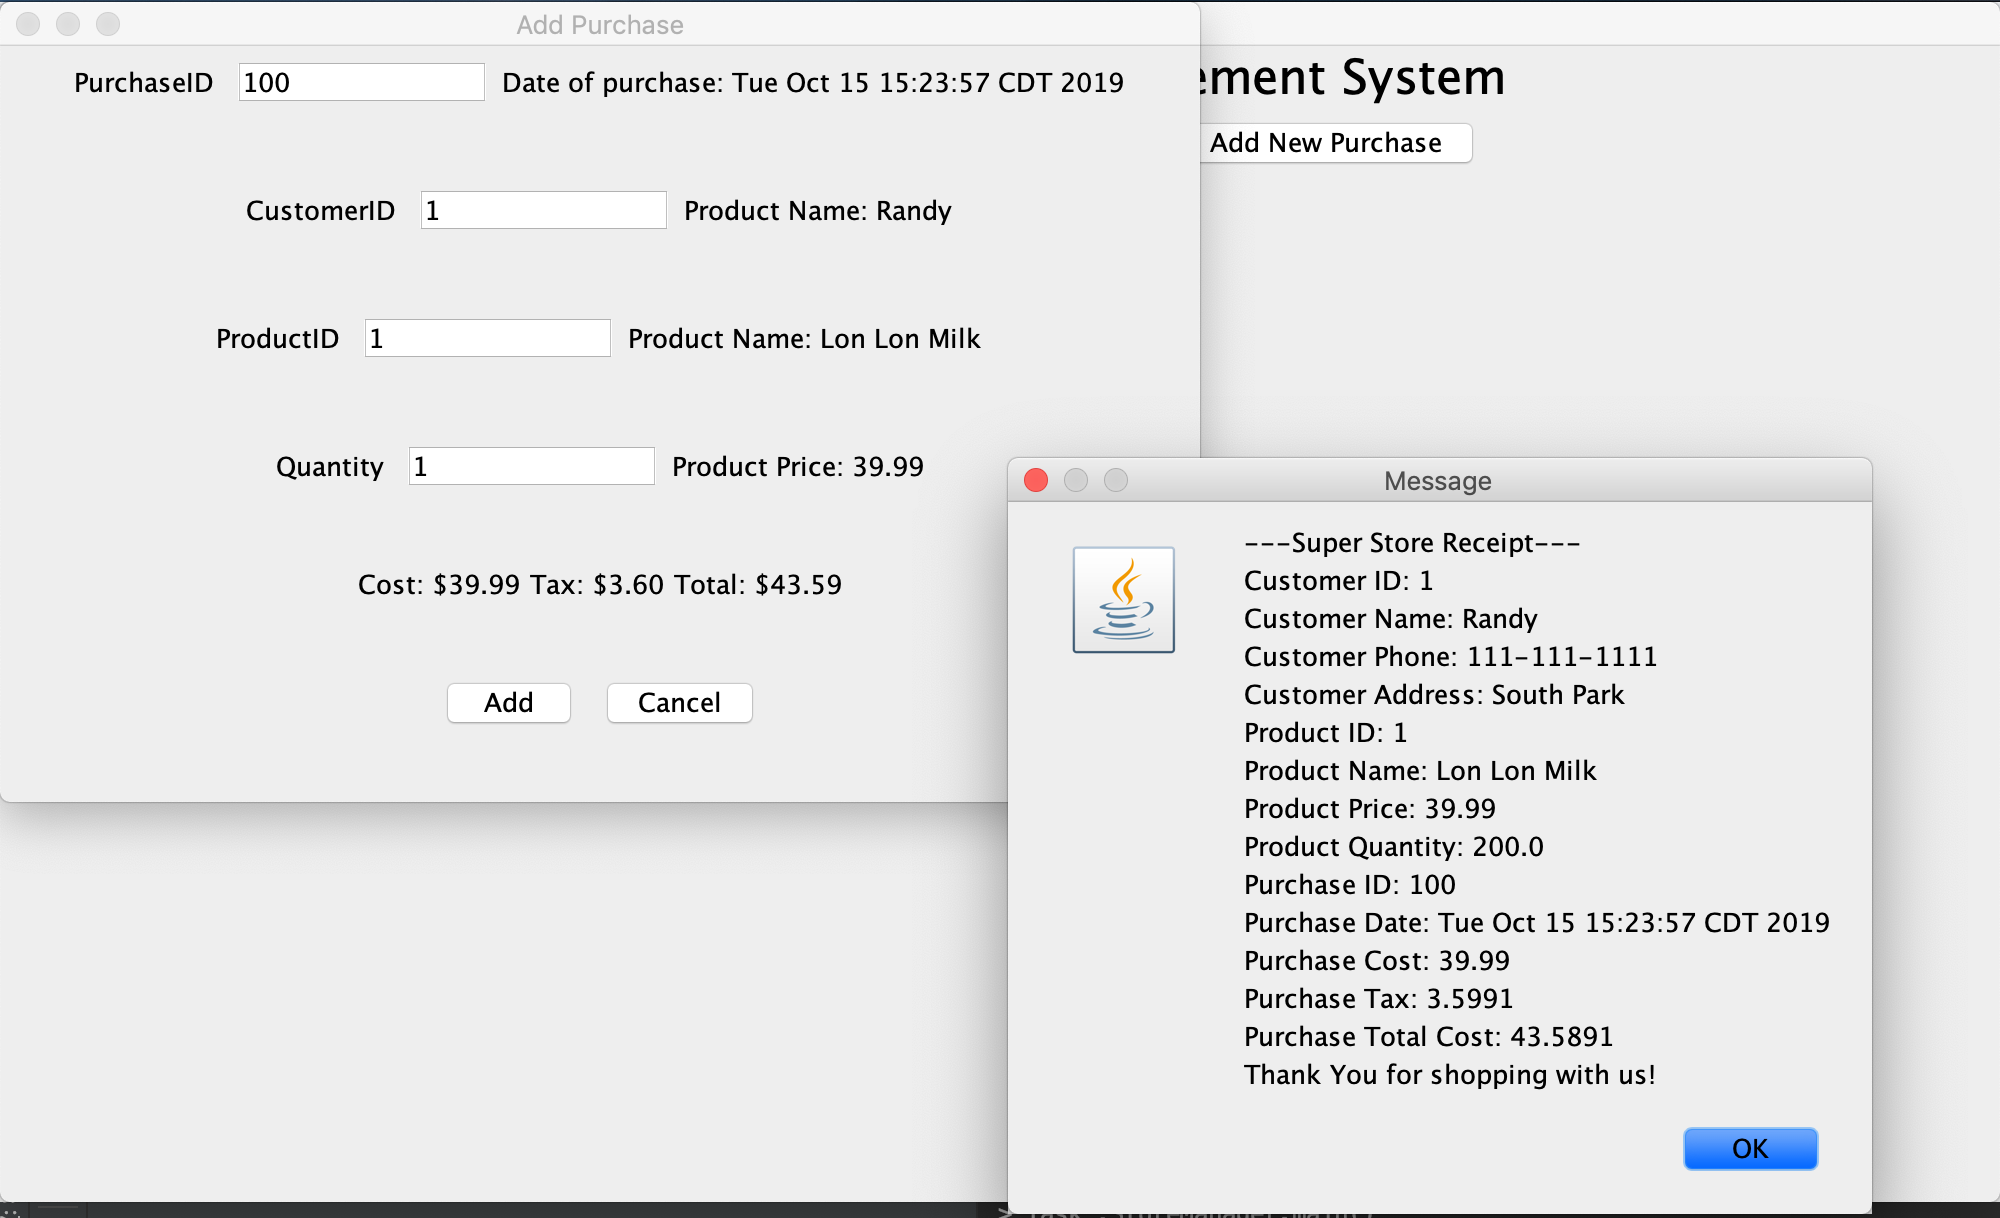 Add Purchase
PurchaseID 100 Date of purchase: Tue Oct 15 15:23:57 CDT 2019
ement System
Add New Purchase
CustomerID 1 Product Name: Randy
ProductID 1 Product Name: Lon Lon Milk
Quantity 1 Product Price: 39.99
Cost: $39.99 Tax: $3.60 Total: $43.59
Add Cancel
Message
---Super Store Receipt---
Customer ID: 1
Customer Name: Randy
Customer Phone: 111-111-1111
Customer Address: South Park
Product ID: 1
Product Name: Lon Lon Milk
Product Price: 39.99
Product Quantity: 200.0
Purchase ID: 100
Purchase Date: Tue Oct 15 15:23:57 CDT 2019
Purchase Cost: 39.99
Purchase Tax: 3.5991
Purchase Total Cost: 43.5891
Thank You for shopping with us!
OK